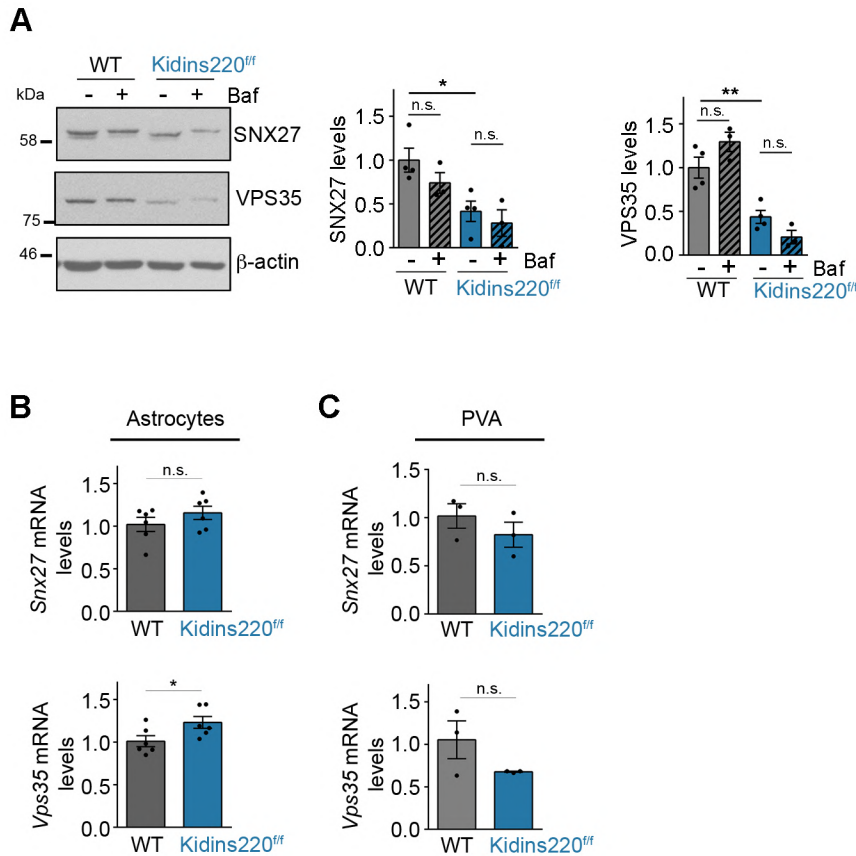 A
WT Kidins220f/f
kDa - + - + Baf
58 SNX27
75 VPS35
46 β-actin
SNX27 levels
1.5
1.0
0.5
0.0
*
n.s.
n.s.
- + - + Baf
WT Kidins220f/f
VPS35 levels
1.5
1.0
0.5
0.0
**
n.s.
n.s.
- + - + Baf
WT Kidins220f/f
B
Astrocytes
Snx27 mRNA
levels
1.5
1.0
0.5
0.0
n.s.
WT Kidins220f/f
Vps35 mRNA
levels
1.5
1.0
0.5
0.0
*
WT Kidins220f/f
C
PVA
Snx27 mRNA
levels
1.5
1.0
0.5
0.0
n.s.
WT Kidins220f/f
Vps35 mRNA
levels
1.5
1.0
0.5
0.0
n.s.
WT Kidins220f/f